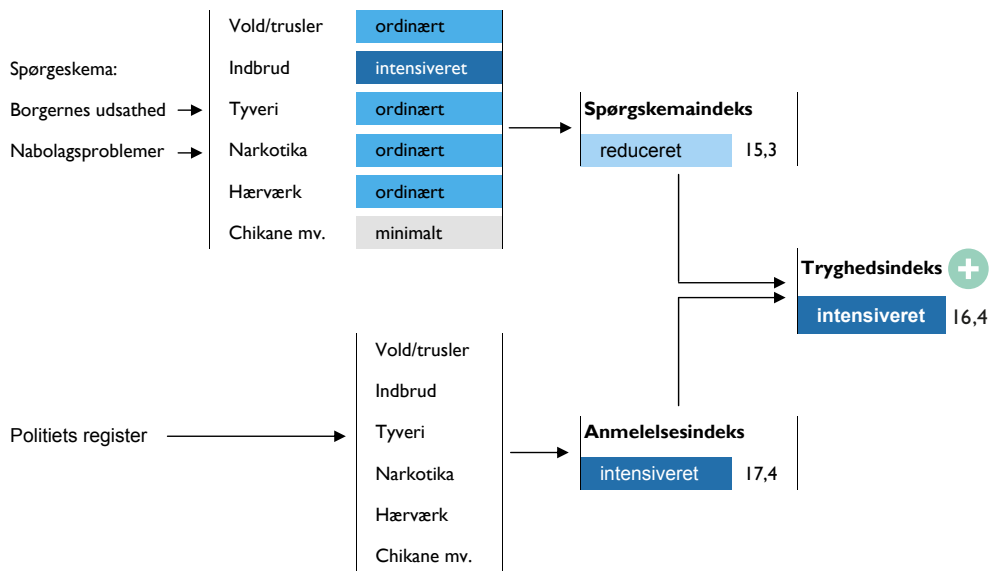 Vold/trusler ordinært
Spørgeskema:
Indbrud intensiveret
Borgernes udsathed
Tyveri ordinært
Nabolagsproblemer
Narkotika ordinært
Hærværk ordinært
Chikane mv. minimalt
Spørgskemaindeks
reduceret 15,3
Tryghedsindeks
intensiveret 16,4
Politiets register
Vold/trusler
Indbrud
Tyveri
Narkotika
Hærværk
Chikane mv.
Anmelelsesindeks
intensiveret 17,4